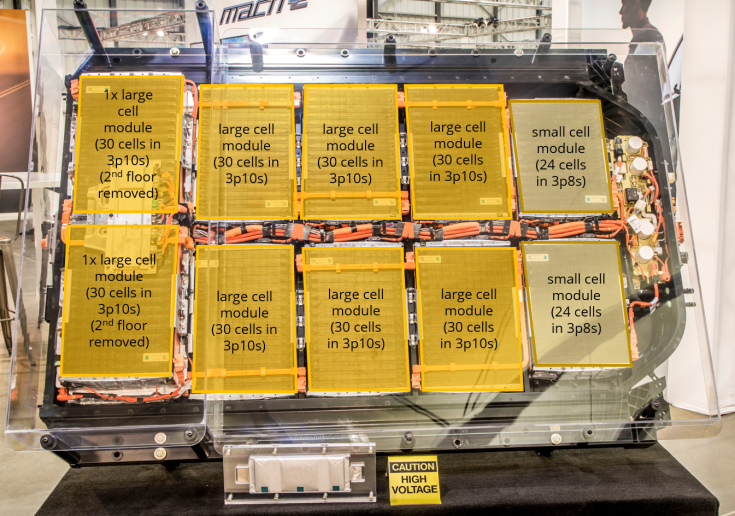 mach-e
1x large
cell
module
(30 cells in
3p10s)
(2nd floor
removed)
large cell
module
(30 cells
in 3p10s)
large cell
module
(30 cells in
3p10s)
large cell
module
(30 cells
in 3p10s)
small cell
module
(24 cells
in 3p8s)
1x large cell
module
(30 cells in
3p10s)
(2nd floor
removed)
large cell
module
(30 cells in
3p10s)
large cell
module
(30 cells
in 3p10s)
large cell
module
(30 cells
in 3p10s)
small cell
module
(24 cells
in 3p8s)
CAUTION
HIGH
VOLTAGE